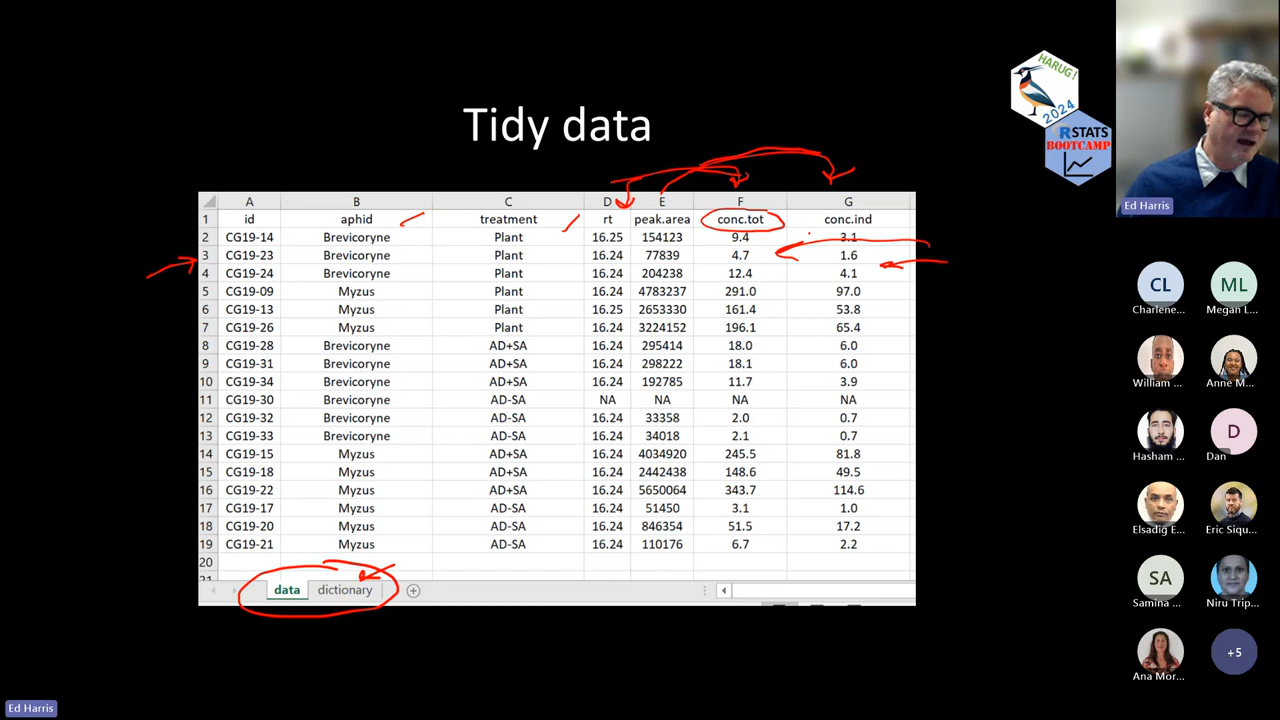 Tidy data
HARUG!
2024
RSTATS
BOOTCAMP
Ed Harris
A B C D E F G
1 id aphid treatment rt peak.area conc.tot conc.ind
2 CG19-14 Brevicoryne Plant 16.25 154123 9.4 3.1
3 CG19-23 Brevicoryne Plant 16.24 77839 4.7 1.6
4 CG19-24 Brevicoryne Plant 16.24 204238 12.4 4.1
5 CG19-09 Myzus Plant 16.24 4783237 291.0 97.0
6 CG19-13 Myzus Plant 16.25 2653330 161.4 53.8
7 CG19-26 Myzus Plant 16.24 3224152 196.1 65.4
8 CG19-28 Brevicoryne AD+SA 16.24 295414 18.0 6.0
9 CG19-31 Brevicoryne AD+SA 16.24 298222 18.1 6.0
10 CG19-34 Brevicoryne AD+SA 16.24 192785 11.7 3.9
11 CG19-30 Brevicoryne AD-SA NA NA NA NA
12 CG19-32 Brevicoryne AD-SA 16.24 33358 2.0 0.7
13 CG19-33 Brevicoryne AD-SA 16.24 34018 2.1 0.7
14 CG19-15 Myzus AD+SA 16.24 4034920 245.5 81.8
15 CG19-18 Myzus AD+SA 16.24 2442438 148.6 49.5
16 CG19-22 Myzus AD+SA 16.24 5650064 343.7 114.6
17 CG19-17 Myzus AD-SA 16.24 51450 3.1 1.0
18 CG19-20 Myzus AD-SA 16.24 846354 51.5 17.2
19 CG19-21 Myzus AD-SA 16.24 110176 6.7 2.2
20
21
data dictionary
CL ML
Charlene... Megan L...
William ... Anne M...
D
Hasham ... Dan
Elsadig E... Eric Siqu...
SA
Samina ... Niru Trip...
+5
Ana Mor...
Ed Harris